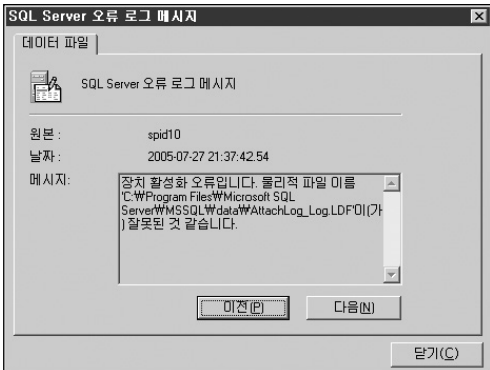 SQL Server 오류 로그 메시지
데이터 파일
SQL Server 오류 로그 메시지
원본 : spid10
날짜 : 2005-07-27 21:37:42.54
메시지: 장치 활성화 오류입니다. 물리적 파일 이름
'C:₩Program Files₩Microsoft SQL
Server₩MSSQL₩data₩AttachLog_Log.LDF'이(가
) 잘못된 것 같습니다.
이전(P) 다음(N)
닫기(C)